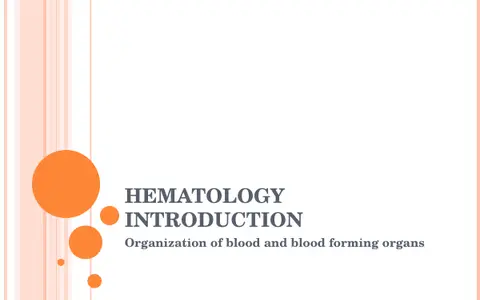 HEMATOLOGY
INTRODUCTION
Organization of blood and blood forming organs